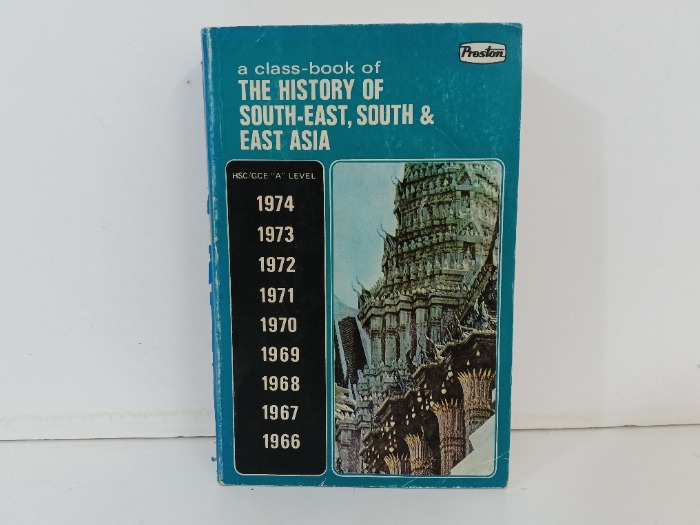 Preston
a class-book of
THE HISTORY OF
SOUTH-EAST, SOUTH &
EAST ASIA
HSC/GCE "A" LEVEL
1974
1973
1972
1971
1970
1969
1968
1967
1966